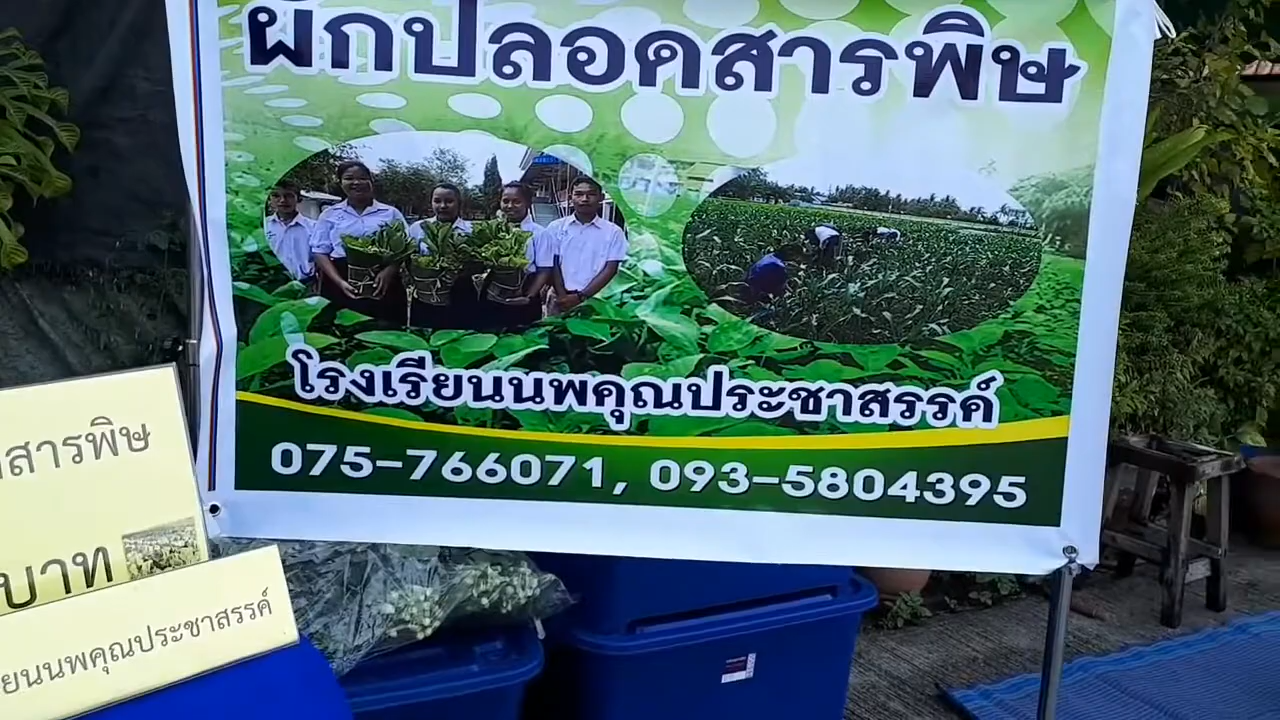 ผักปลอดสารพิษ
โรงเรียนนพคุณประชาสรรค์
075-766071, 093-5804395
สารพิษ
บาท
ยนนพคุณประชาสรรค์